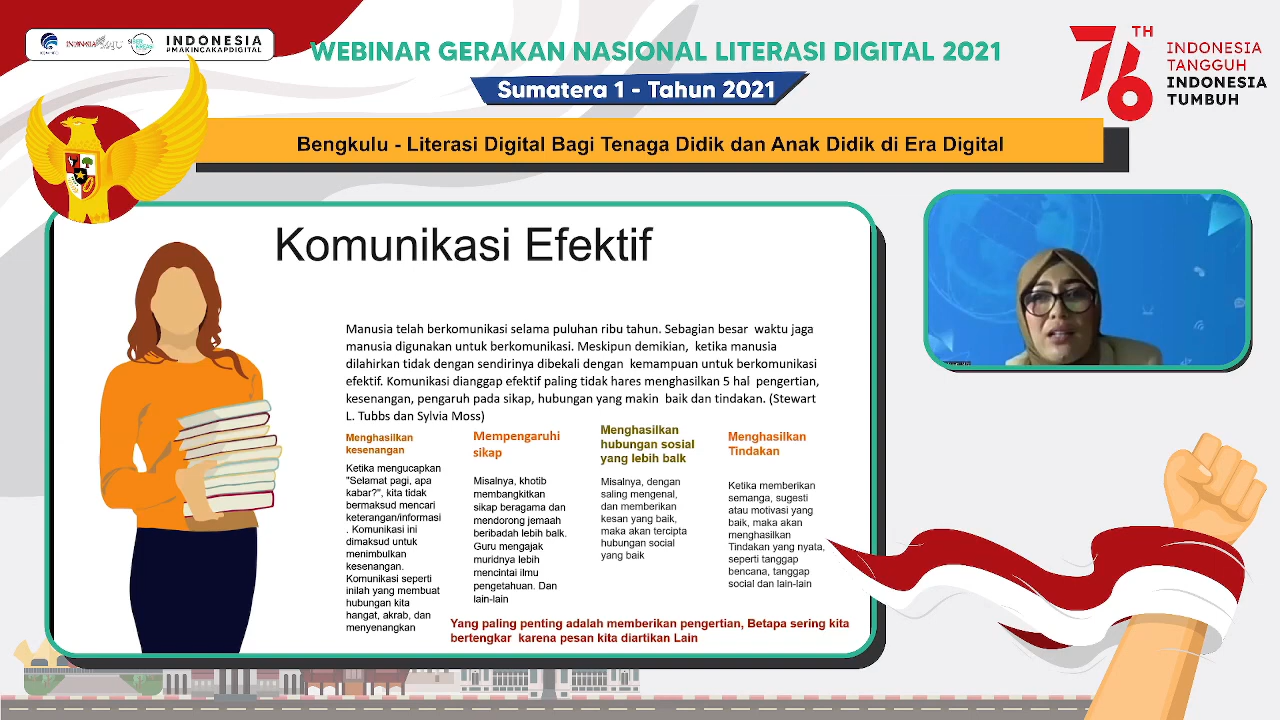 INDONESIA
#MAKINCAKAPDIGITAL
WEBINAR GERAKAN NASIONAL LITERASI DIGITAL 2021
Sumatera 1 - Tahun 2021
76TH
INDONESIA
TANGGUH
INDONESIA
TUMBUH
Bengkulu - Literasi Digital Bagi Tenaga Didik dan Anak Didik di Era Digital
Komunikasi Efektif
Manusia telah berkomunikasi selama puluhan ribu tahun. Sebagian besar waktu jaga
manusia digunakan untuk berkomunikasi. Meskipun demikian, ketika manusia
dilahirkan tidak dengan sendirinya dibekali dengan kemampuan untuk berkomunikasi
efektif. Komunikasi dianggap efektif paling tidak hares menghasilkan 5 hal pengertian,
kesenangan, pengaruh pada sikap, hubungan yang makin baik dan tindakan. (Stewart
L. Tubbs dan Sylvia Moss)
Menghasilkan
kesenangan
Ketika mengucapkan
"Selamat pagi, apa
kabar?", kita tidak
bermaksud mencari
keterangan/informasi
. Komunikasi ini
dimaksud untuk
menimbulkan
kesenangan.
Komunikasi seperti
inilah yang membuat
hubungan kita
hangat, akrab, dan
menyenangkan
Mempengaruhi
sikap
Misalnya, khotib
membangkitkan
sikap beragama dan
mendorong jemaah
beribadah lebih balk.
Guru mengajak
muridnya lebih
mencintai ilmu
pengetahuan. Dan
lain-lain
Menghasilkan
hubungan sosial
yang lebih balk
Misalnya, dengan
saling mengenal,
dan memberikan
kesan yang baik,
maka akan tercipta
hubungan social
yang baik
Menghasilkan
Tindakan
Ketika memberikan
semanga, sugesti
atau motivasi yang
baik, maka akan
menghasilkan
Tindakan yang nyata,
seperti tanggap
bencana, tanggap
social dan lain-lain
Yang paling penting adalah memberikan pengertian, Betapa sering kita
bertengkar karena pesan kita diartikan Lain